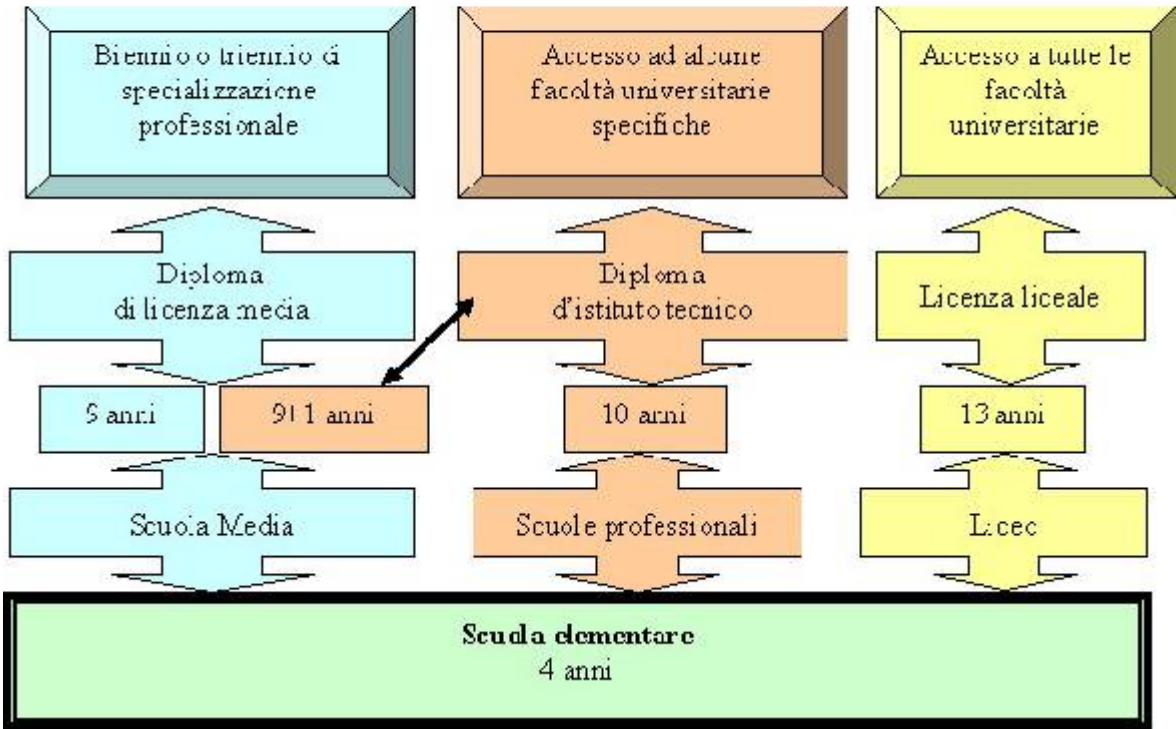 Biennio o triennio di
specializzazione
professionale
Accesso ad alcune
facoltà universitarie
specifiche
Accesso a tutte le
facoltà
universitarie
Diploma
di licenza media
Diploma
d'istituto tecnico
Licenza liceale
9 anni
9+1 anni
10 anni
13 anni
Scuola Media
Scuole professionali
Liceo
Scuola elementare
4 anni